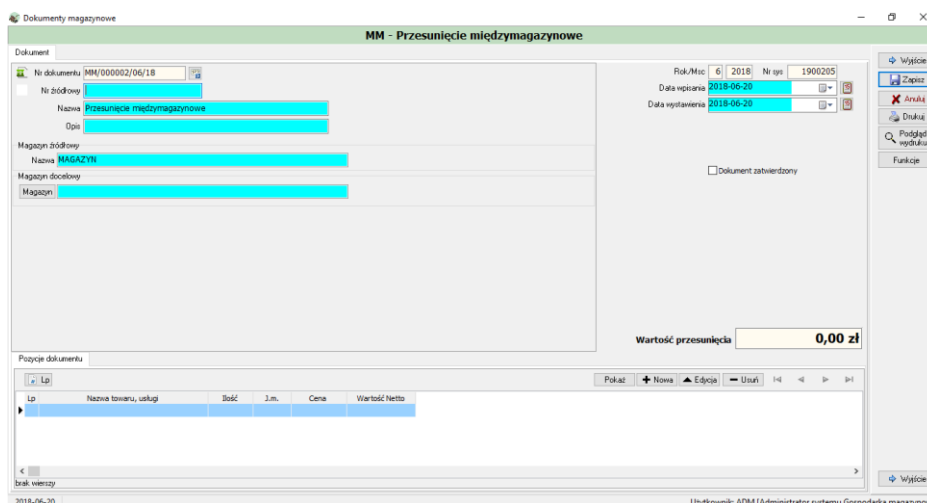 Dokumenty magazynowe
MM - Przesunięcie międzymagazynowe
Dokument
Nr dokumentu MM/000002/06/18
Nr źródłowy
Nazwa Przesunięcie międzymagazynowe
Opis
Magazyn źródłowy
Nazwa MAGAZYN
Magazyn docelowy
Magazyn
Rok/Msc 6 2018 Nr sys 1900205
Data wpisania 2018-06-20
Data wystawienia 2018-06-20
Dokument zatwierdzony
Wartość przesunięcia 0,00 zł
Wyjście
Zapisz
Anuluj
Drukuj
Podgląd
wydruku
Funkcje
Pozycje dokumentu
Lp
Pokaż Nowa Edycja Usuń
Lp Nazwa towaru, usługi Ilość J.m. Cena Wartość Netto
brak wierszy
Wyjście
2018-06-20 Użytkownik: ADM [Administrator systemu Gospodarka magazynow